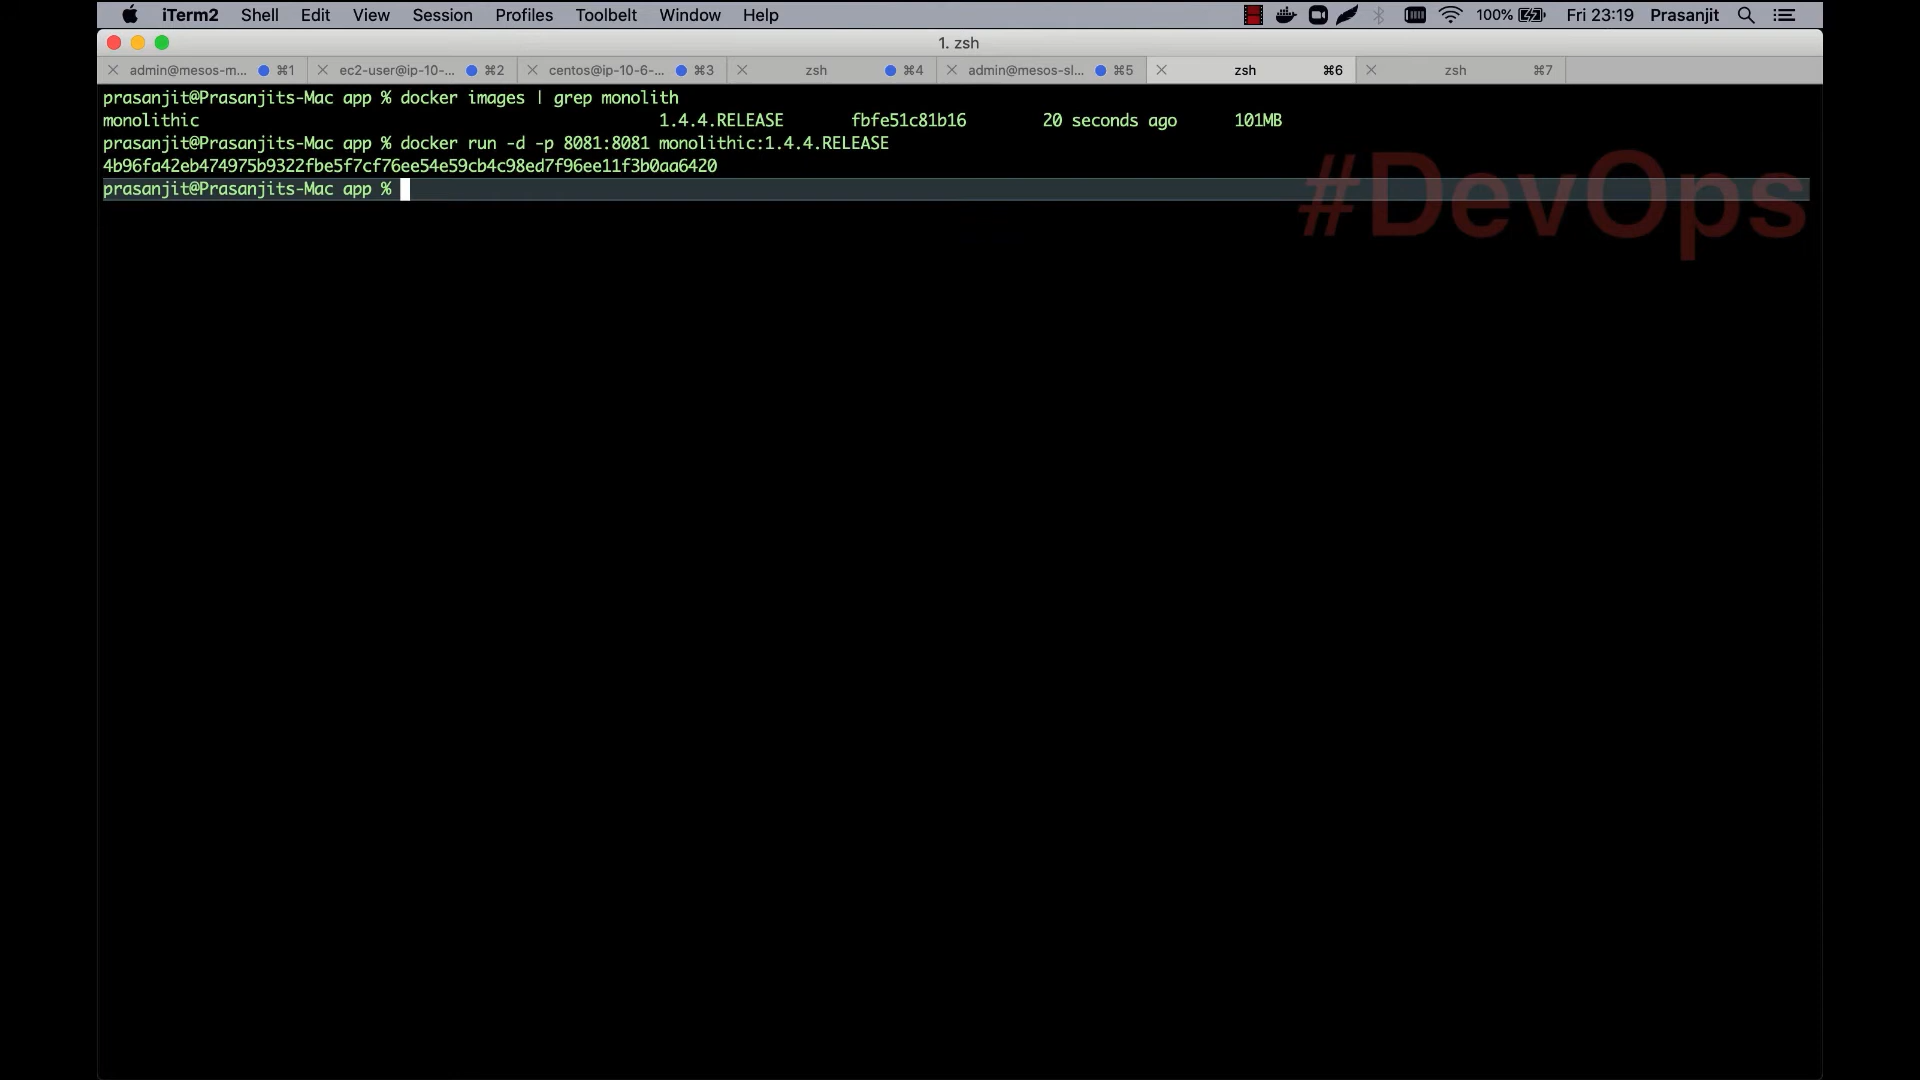 iTerm2 Shell Edit View Session Profiles Toolbelt Window Help 100% Fri 23:19 Prasanjit
1. zsh
admin@mesos-m... ⌘1 ec2-user@ip-10-... ⌘2 centos@ip-10-6-... ⌘3 zsh ⌘4 admin@mesos-sl... ⌘5 zsh ⌘6 zsh ⌘7
prasanjit@Prasanjits-Mac app % docker images | grep monolith
monolithic 1.4.4.RELEASE fbfe51c81b16 20 seconds ago 101MB
prasanjit@Prasanjits-Mac app % docker run -d -p 8081:8081 monolithic:1.4.4.RELEASE
4b96fa42eb474975b9322fbe5f7cf76ee54e59cb4c98ed7f96ee11f3b0aa6420
prasanjit@Prasanjits-Mac app %
#DevOps